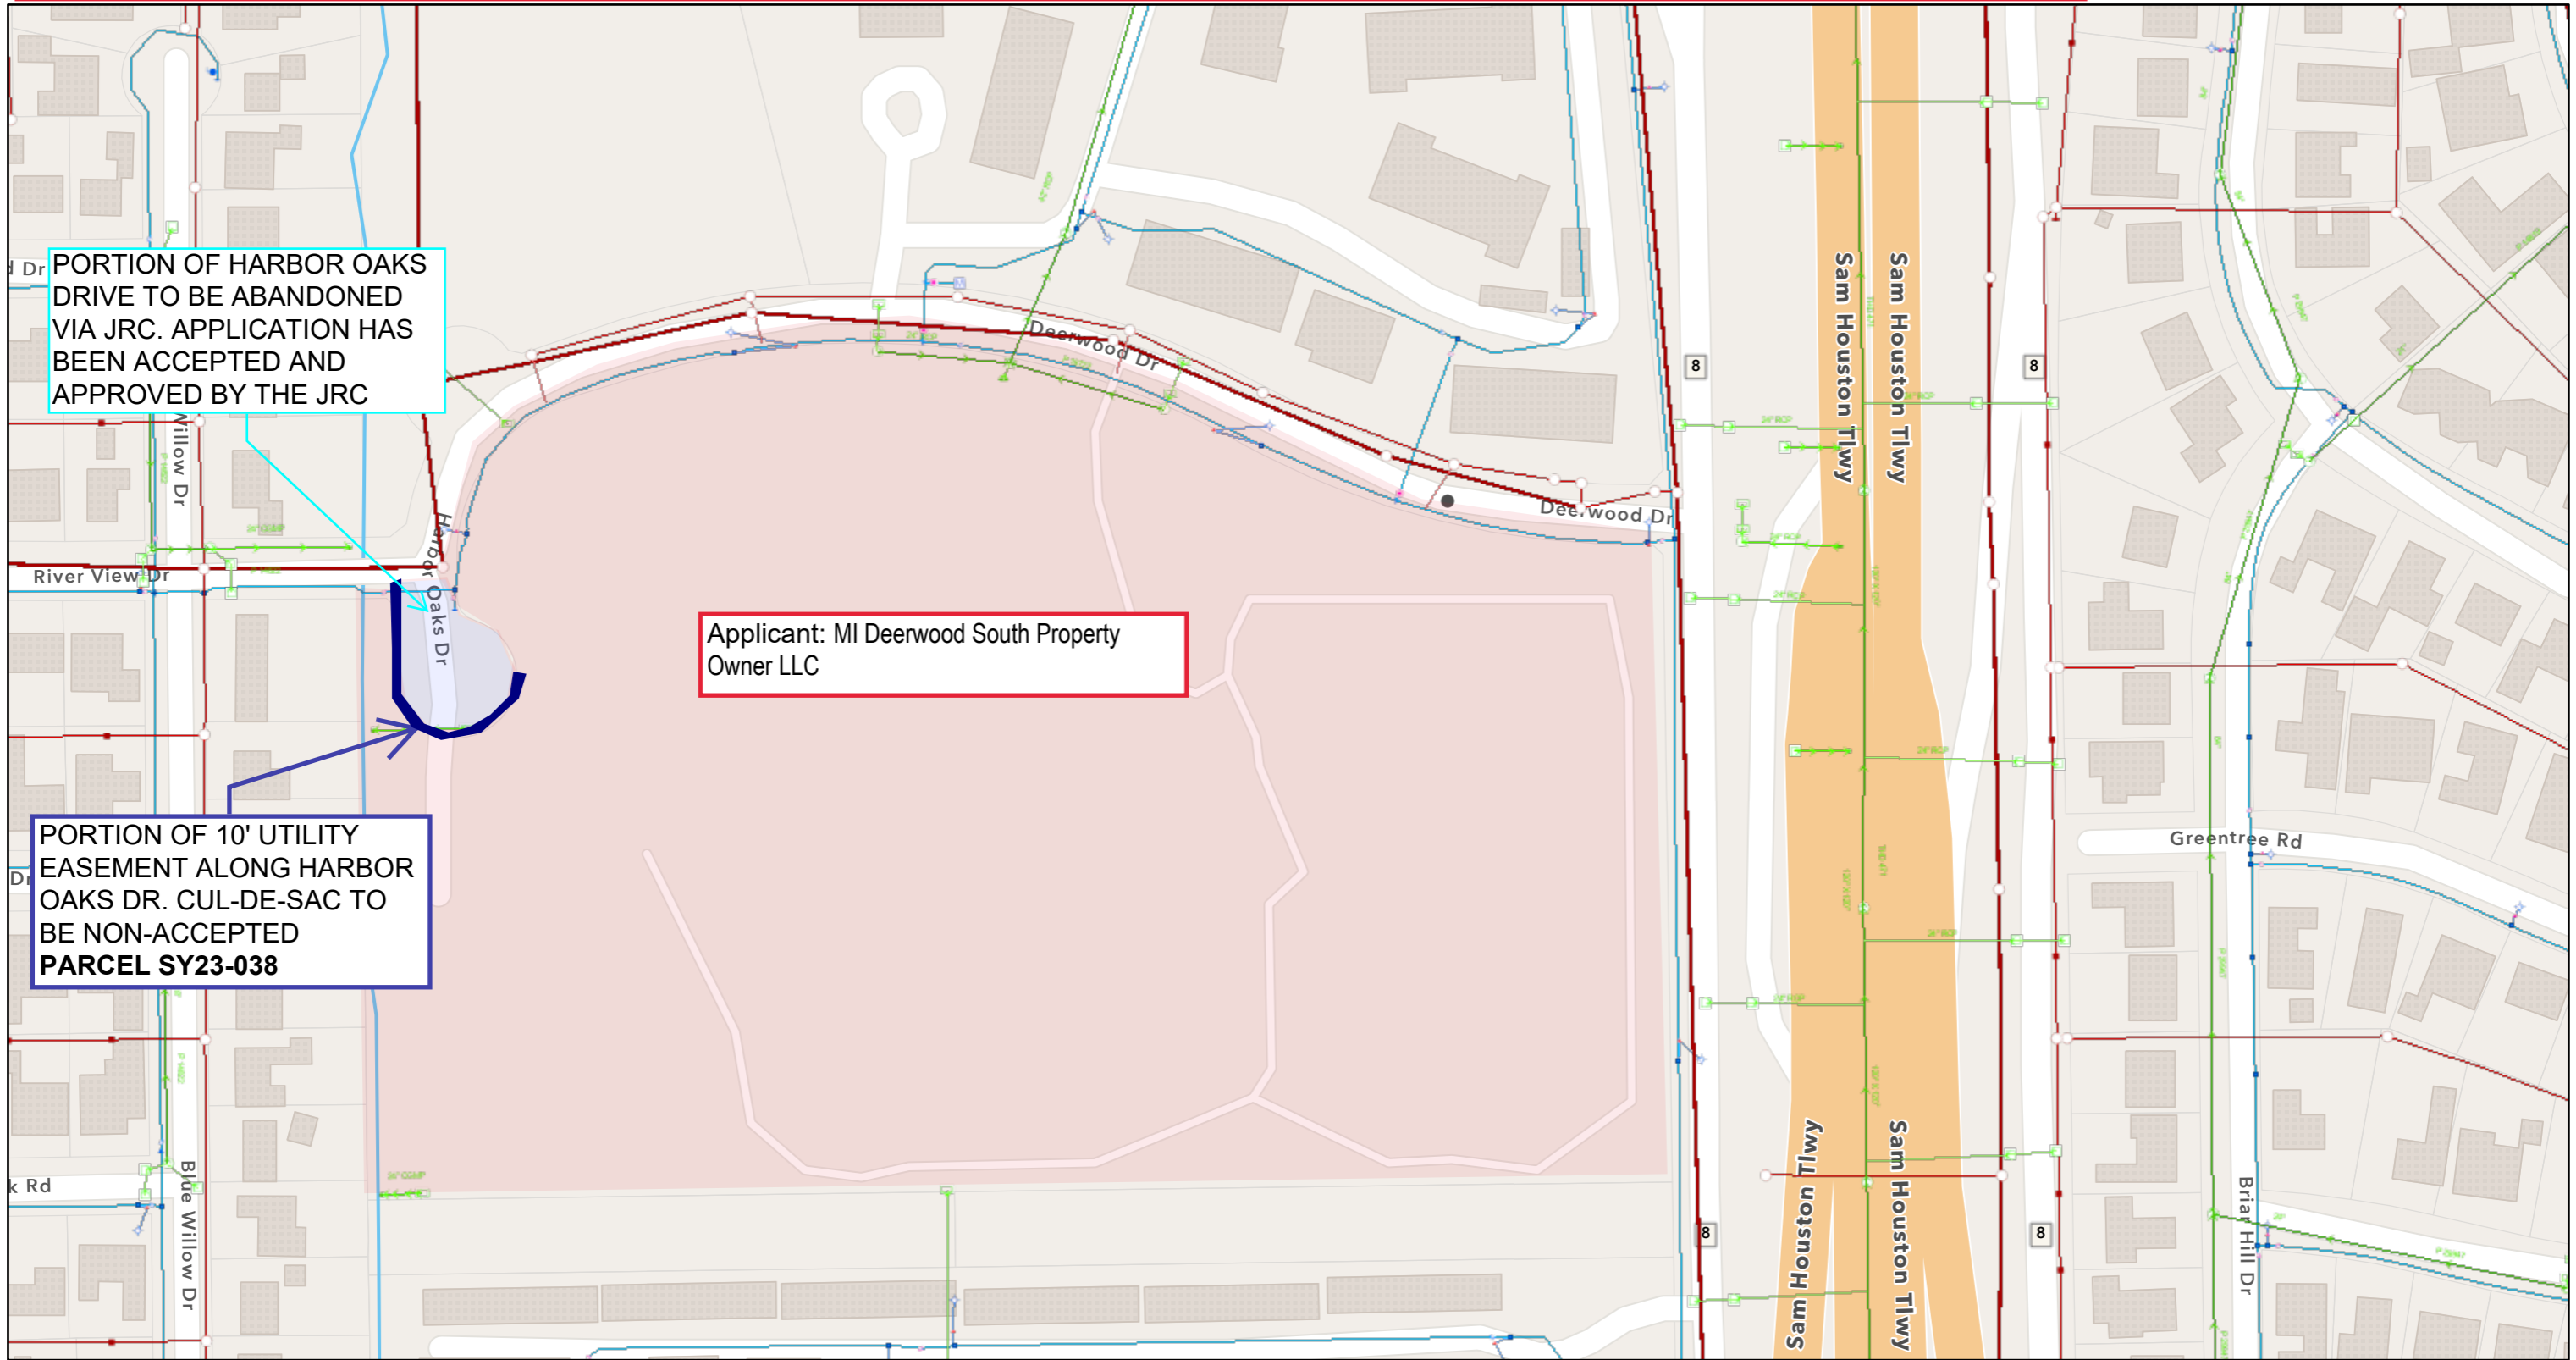 PORTION OF HARBOR OAKS
DRIVE TO BE ABANDONED
VIA JRC. APPLICATION HAS
BEEN ACCEPTED AND
APPROVED BY THE JRC
Willow Dr
Deerwood Dr
Deerwood Dr
Sam Houston Tlwy
Sam Houston Tlwy
8
8
River View Dr
Harbor Oaks Dr
Applicant: MI Deerwood South Property
Owner LLC
PORTION OF 10' UTILITY
EASEMENT ALONG HARBOR
OAKS DR. CUL-DE-SAC TO
BE NON-ACCEPTED
PARCEL SY23-038
Greentree Rd
k Rd
Blue Willow Dr
Sam Houston Tlwy
Sam Houston Tlwy
8
8
Briar Hill Dr